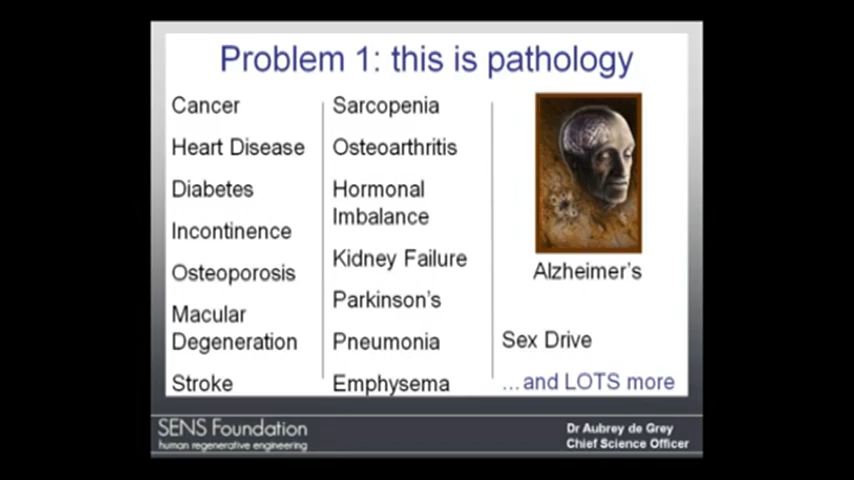 Problem 1: this is pathology
Cancer
Heart Disease
Diabetes
Incontinence
Osteoporosis
Macular
Degeneration
Stroke
Sarcopenia
Osteoarthritis
Hormonal
Imbalance
Kidney Failure
Parkinson's
Pneumonia
Emphysema
Alzheimer's
Sex Drive
...and LOTS more
SENS Foundation
human regenerative engineering
Dr Aubrey de Grey
Chief Science Officer